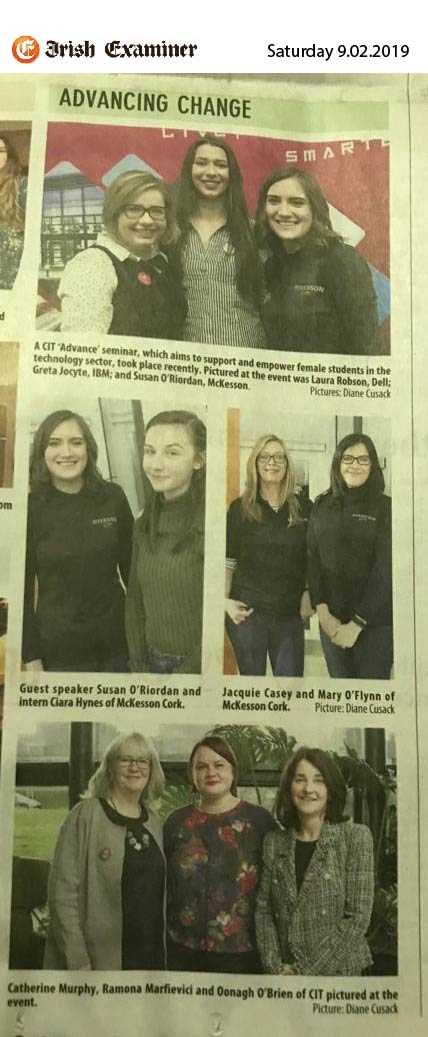 Irish Examiner
Saturday 9.02.2019
ADVANCING CHANGE
SMARTE
A CIT 'Advance' seminar, which aims to support and empower female students in the
technology sector, took place recently. Pictured at the event was Laura Robson, Dell;
Greta Jocyte, IBM; and Susan O'Riordan, McKesson.
Pictures: Diane Cusack
Guest speaker Susan O'Riordan and
intern Ciara Hynes of McKesson Cork.
Jacquie Casey and Mary O'Flynn of
McKesson Cork.
Picture: Diane Cusack
Catherine Murphy, Ramona Marfievici and Oonagh O'Brien of CIT pictured at the
event.
Picture: Diane Cusack